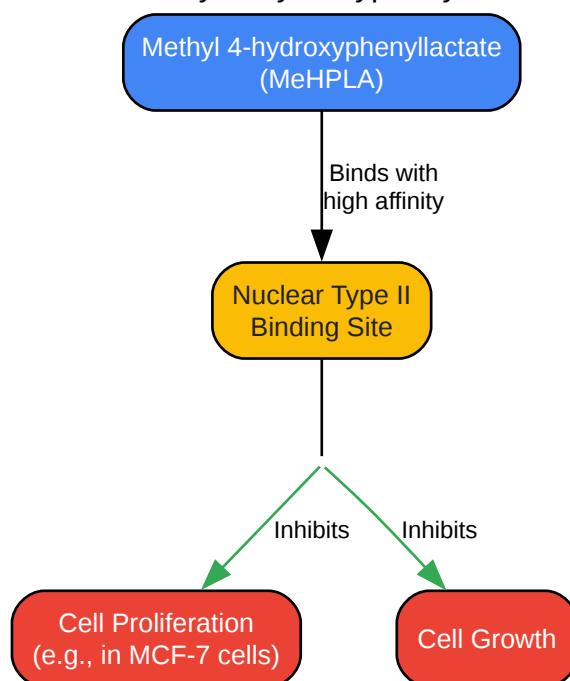 Methyl 4-hydroxyphenyllactate
(MeHPLA)
Binds with
high affinity
Nuclear Type II
Binding Site
Inhibits
Inhibits
Cell Proliferation
(e.g., in MCF-7 cells)
Cell Growth